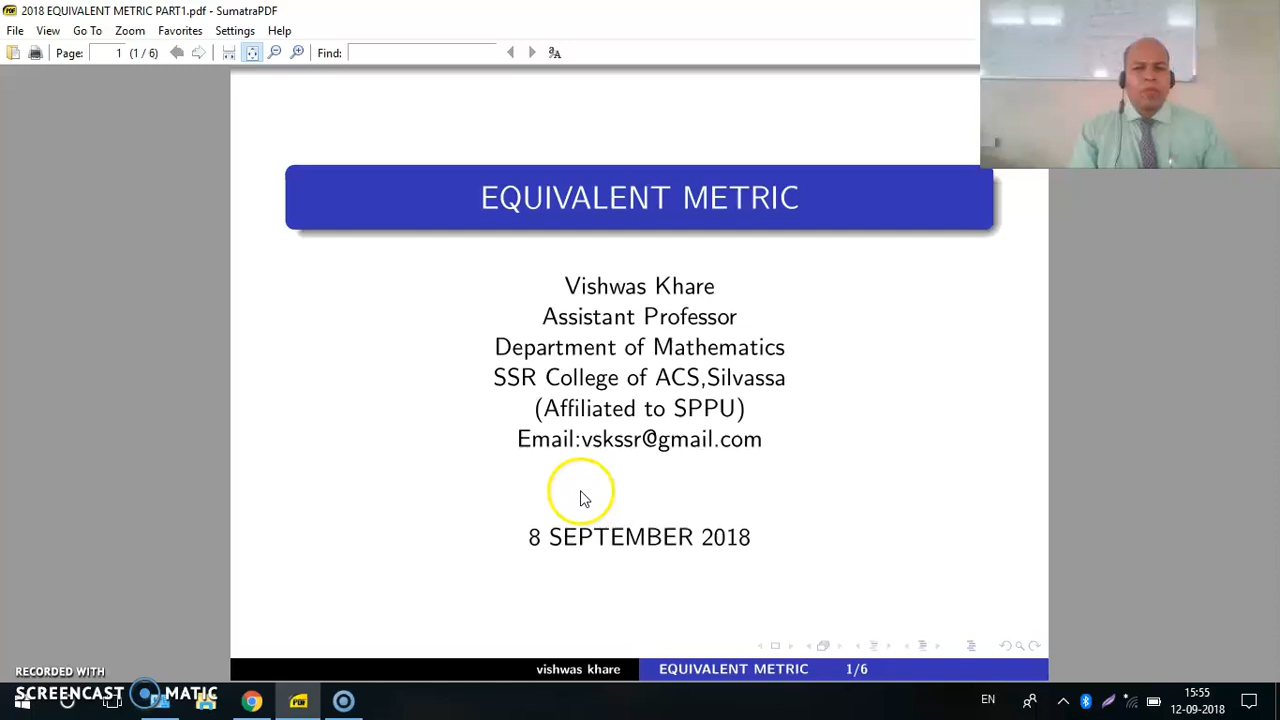 2018 EQUIVALENT METRIC PART1.pdf - SumatraPDF
File View Go To Zoom Favorites Settings Help
Page: 1 (1/6) Find:
EQUIVALENT METRIC
Vishwas Khare
Assistant Professor
Department of Mathematics
SSR College of ACS,Silvassa
(Affiliated to SPPU)
Email:vskssr@gmail.com
8 SEPTEMBER 2018
vishwas khare EQUIVALENT METRIC 1/6
RECORDED WITH
SCREENCAST MATIC
EN
15:55
12-09-2018